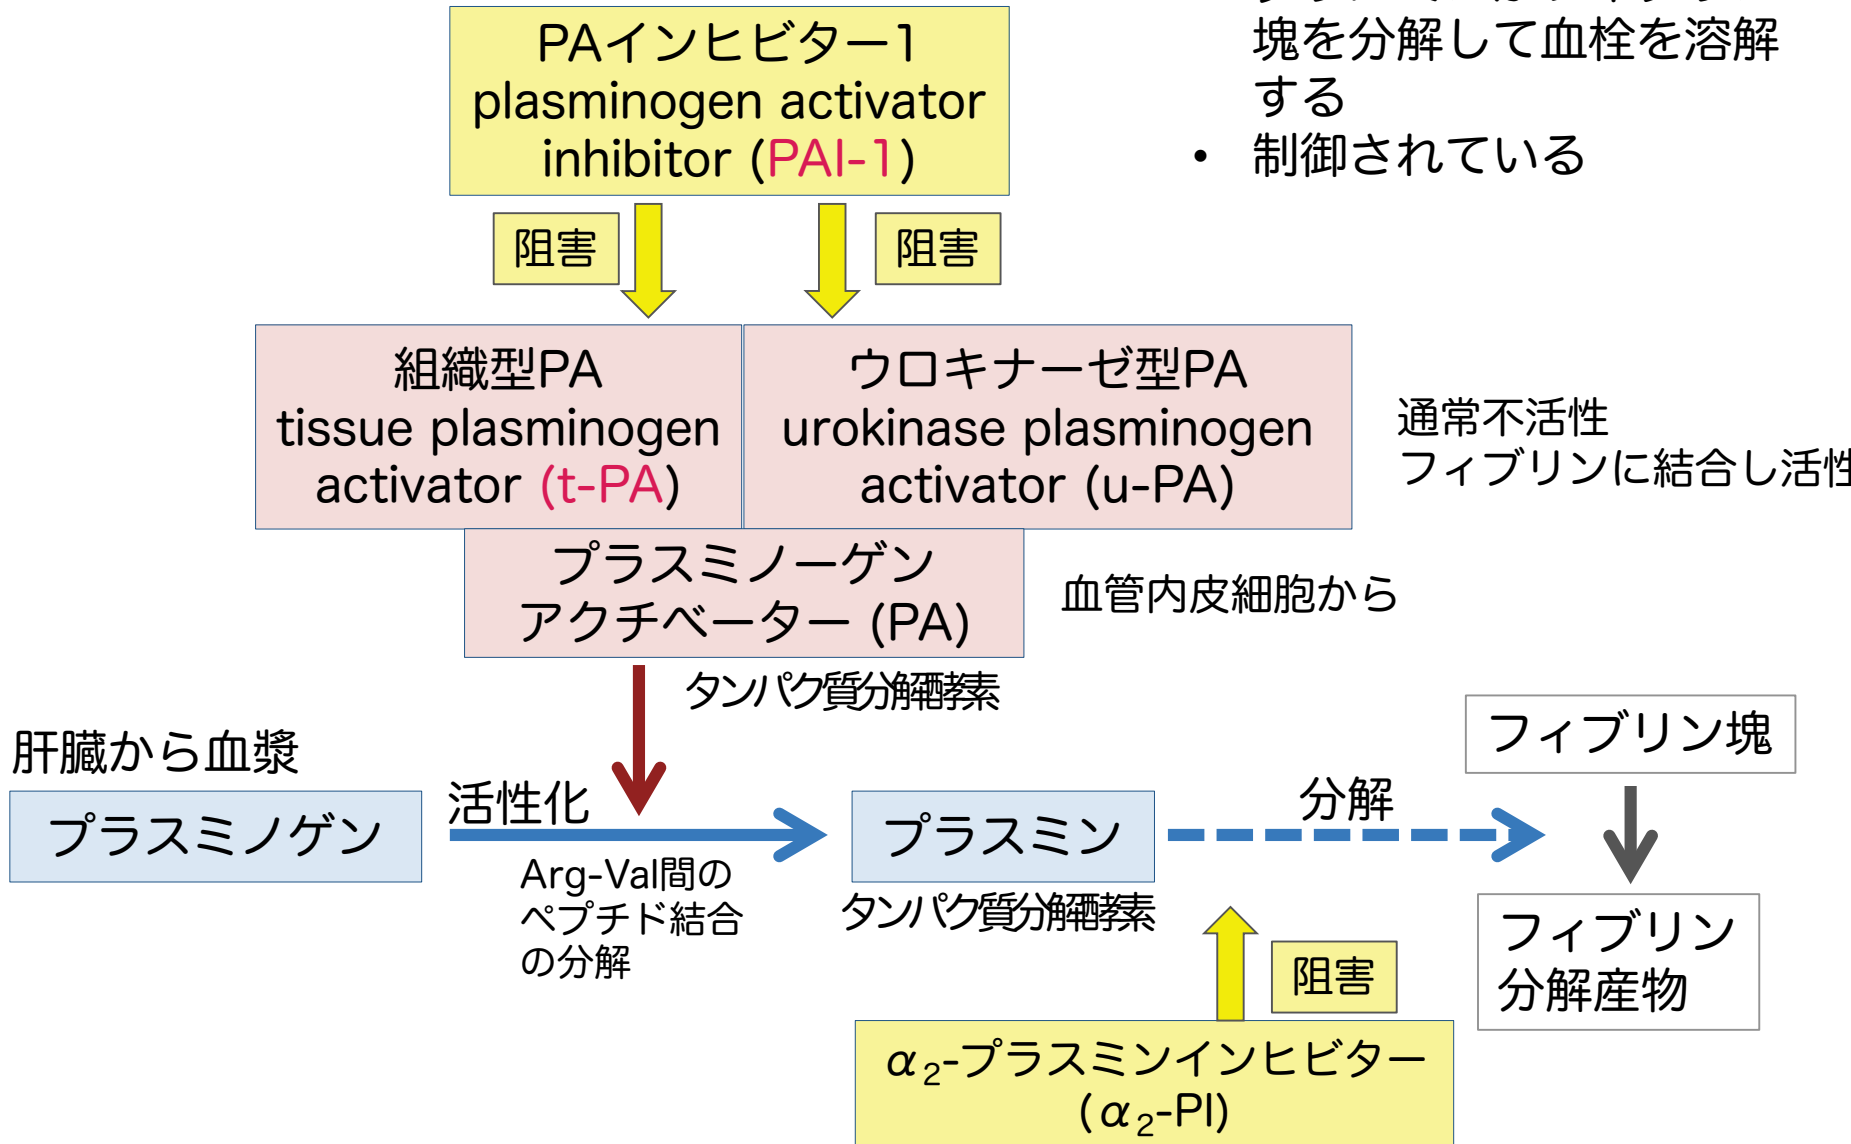 PAインヒビター1
plasminogen activator
inhibitor (PAI-1)
塊を分解して血栓を溶解
する
• 制御されている
阻害
阻害
組織型PA
tissue plasminogen
activator (t-PA)
ウロキナーゼ型PA
urokinase plasminogen
activator (u-PA)
通常不活性
フィブリンに結合し活性
プラスミノーゲン
アクチベーター (PA)
血管内皮細胞から
タンパク質分解酵素
肝臓から血漿
プラスミノゲン
活性化
Arg-Val間の
ペプチド結合
の分解
プラスミン
タンパク質分解酵素
分解
フィブリン塊
フィブリン
分解産物
阻害
α₂-プラスミンインヒビター
(α₂-PI)